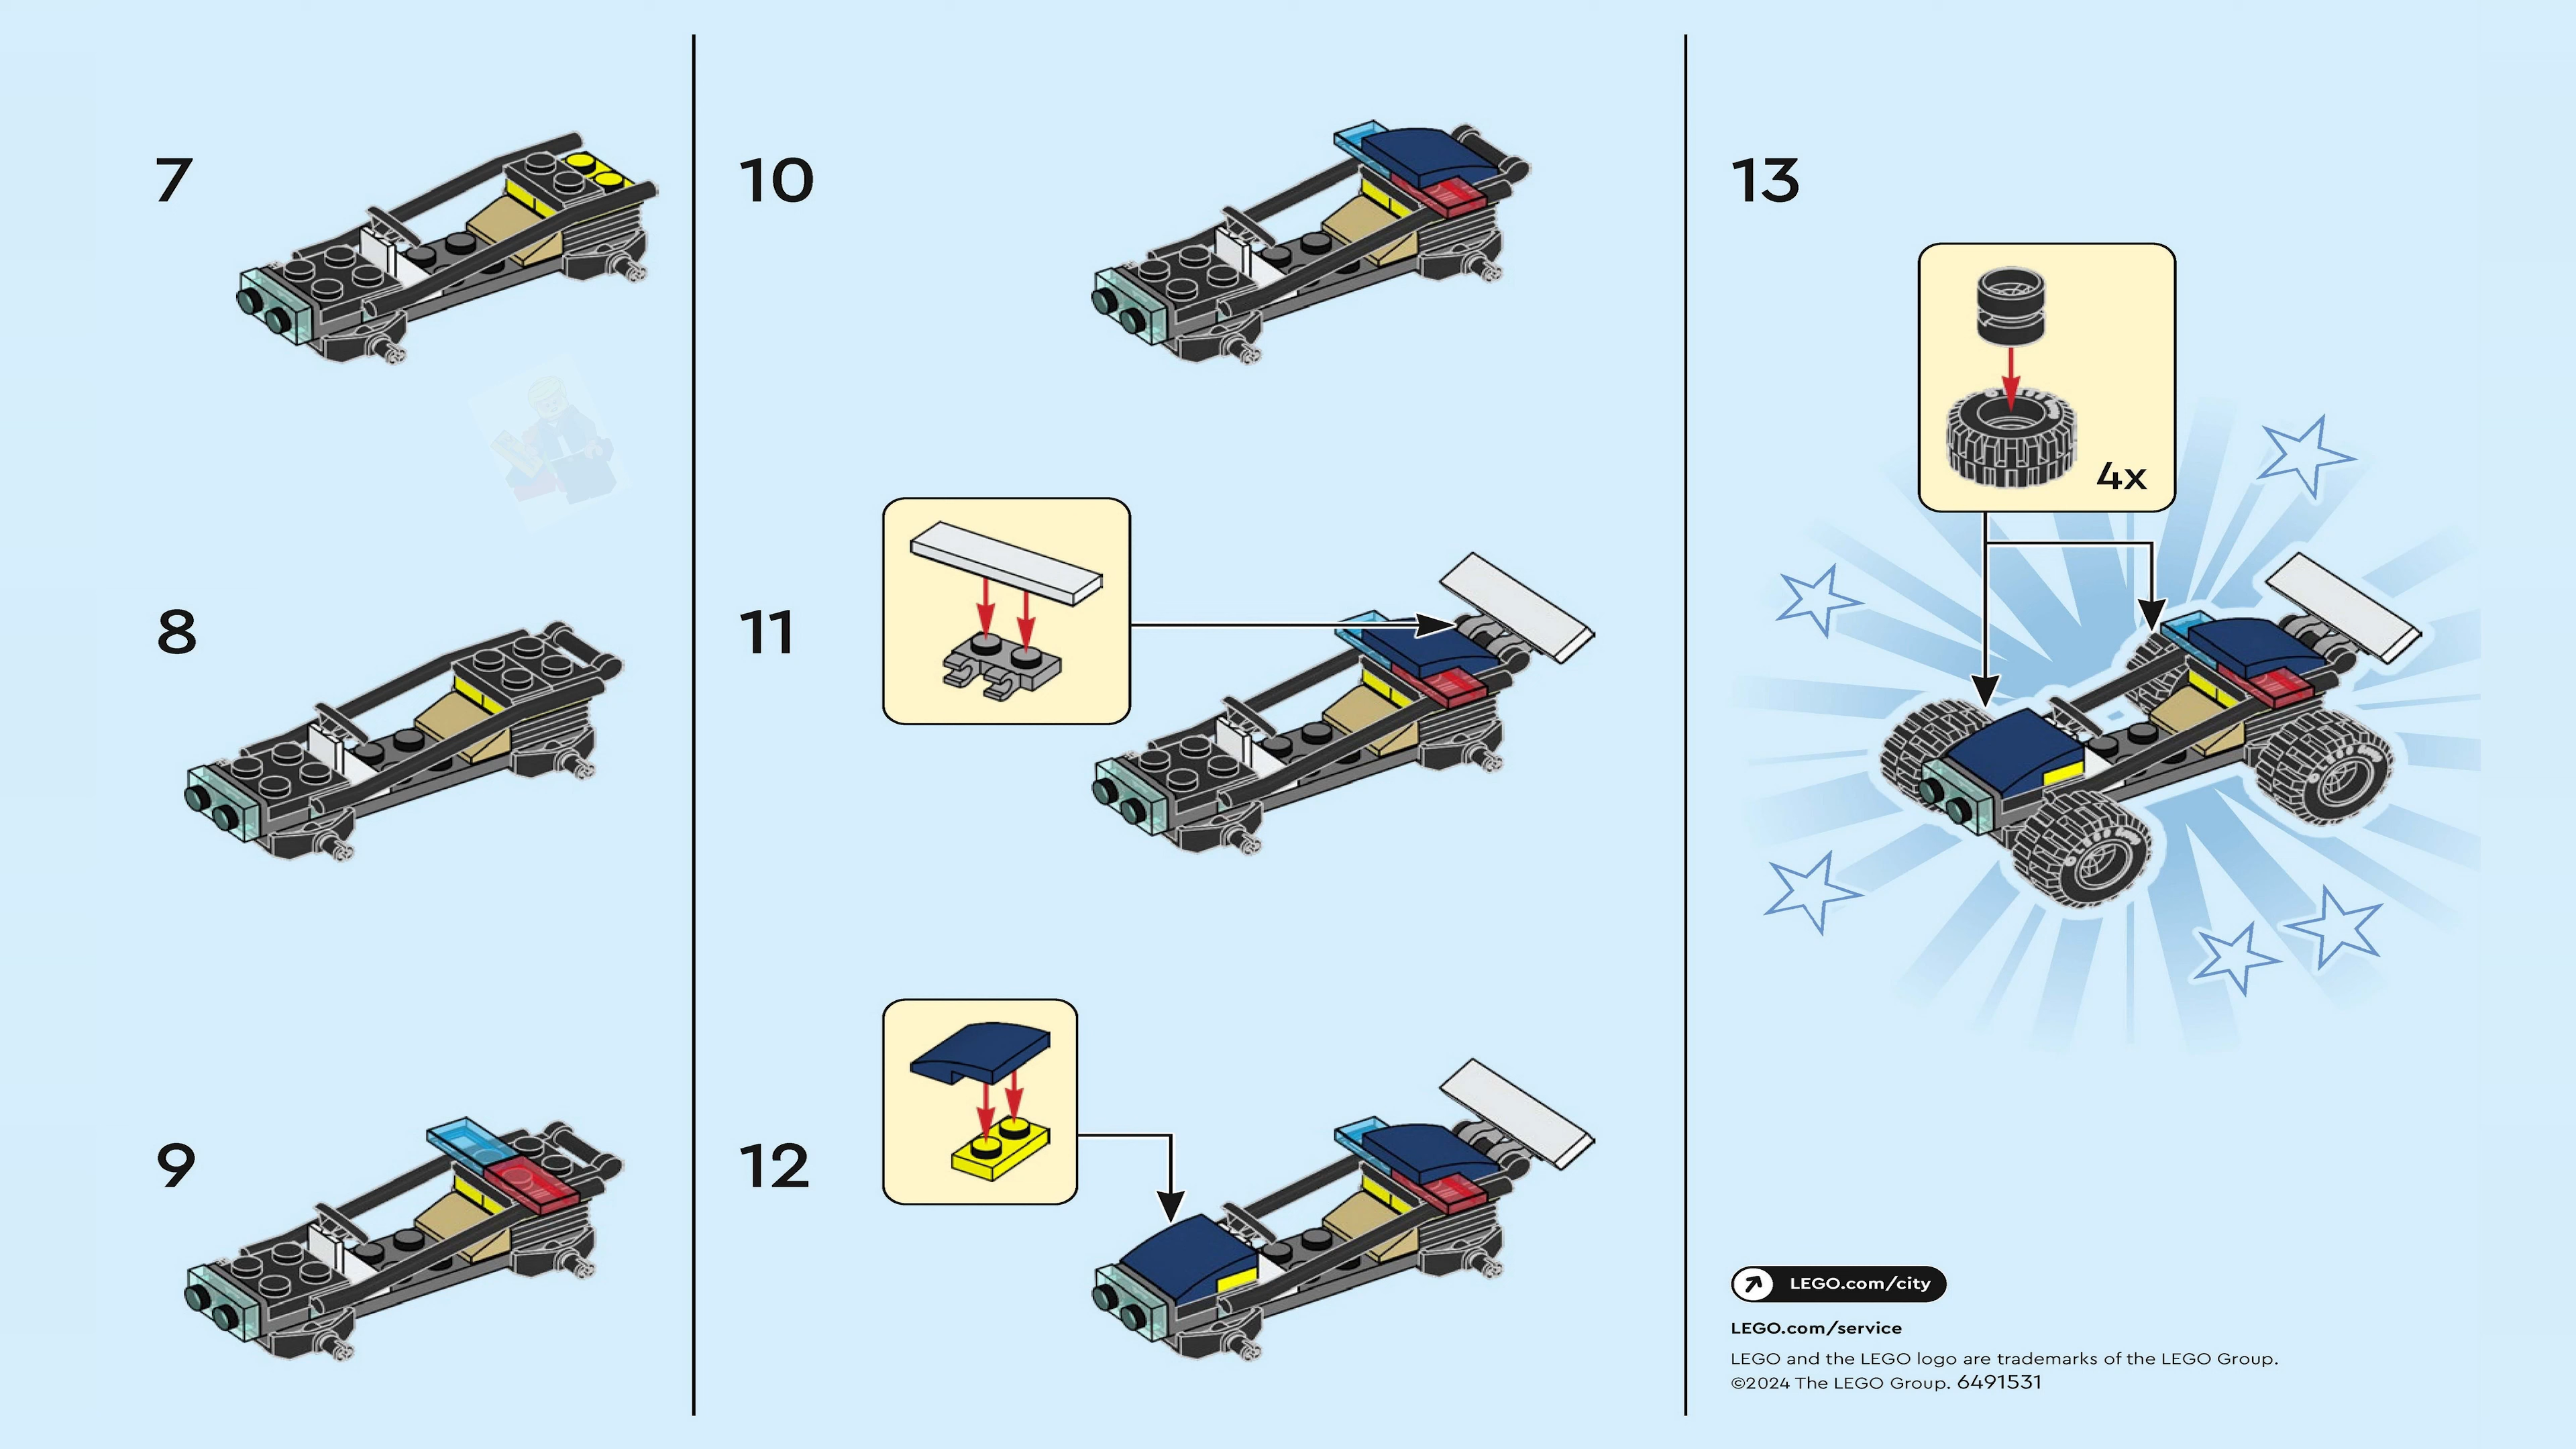 7
8
9
10
11
12
13
4x
LEGO.com/city
LEGO.com/service
LEGO and the LEGO logo are trademarks of the LEGO Group.
©2024 The LEGO Group. 6491531